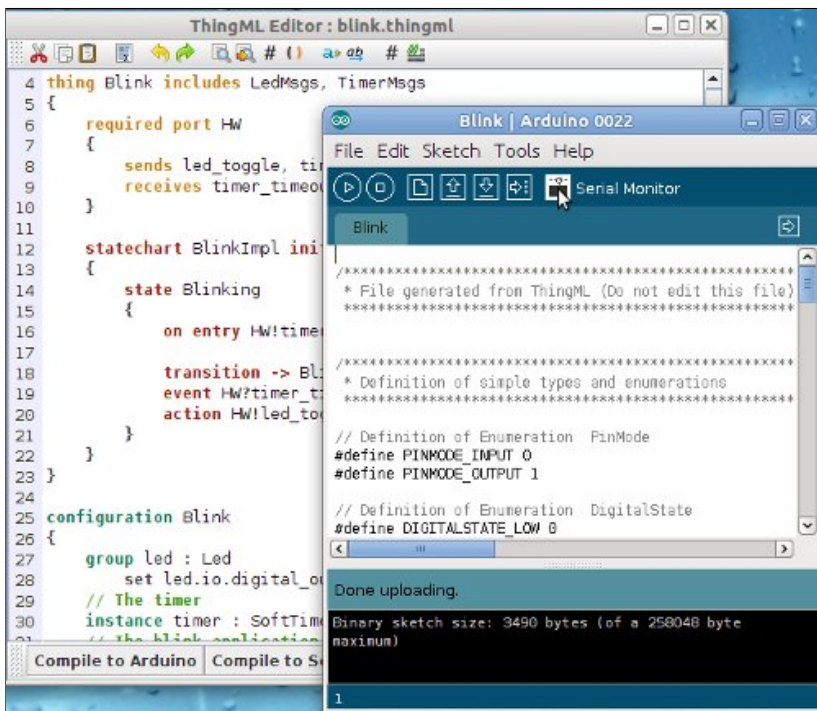 ThingML Editor : blink.thingml
4 thing Blink includes LedMsgs, TimerMsgs
5 {
6 required port HW
7 {
8 sends led_toggle,
9 receives
10 }
11
12 statechart BlinkImpl
13 {
14 state Blinking
15 {
16 on entry
17
18 transition ->
19 event
20 action
21 }
22 }
23 }
24
25 configuration Blink
26 {
27 group led : Led
28 set
29 // The timer
30 instance timer :
Compile to Arduino Compile to
Blink | Arduino 0022
File Edit Sketch Tools Help
Serial Monitor
Blink
/******************************************************
* File generated from ThingML (Do not edit this file)
******************************************************
/******************************************************
* Definition of simple types and enumerations
******************************************************
// Definition of Enumeration PinMode
#define PINMODE_INPUT 0
#define PINMODE_OUTPUT 1
// Definition of Enumeration DigitalState
#define DIGITALSTATE_LOW 0
Done uploading.
Binary sketch size: 3490 bytes (of a 258048 byte
maximum)
1